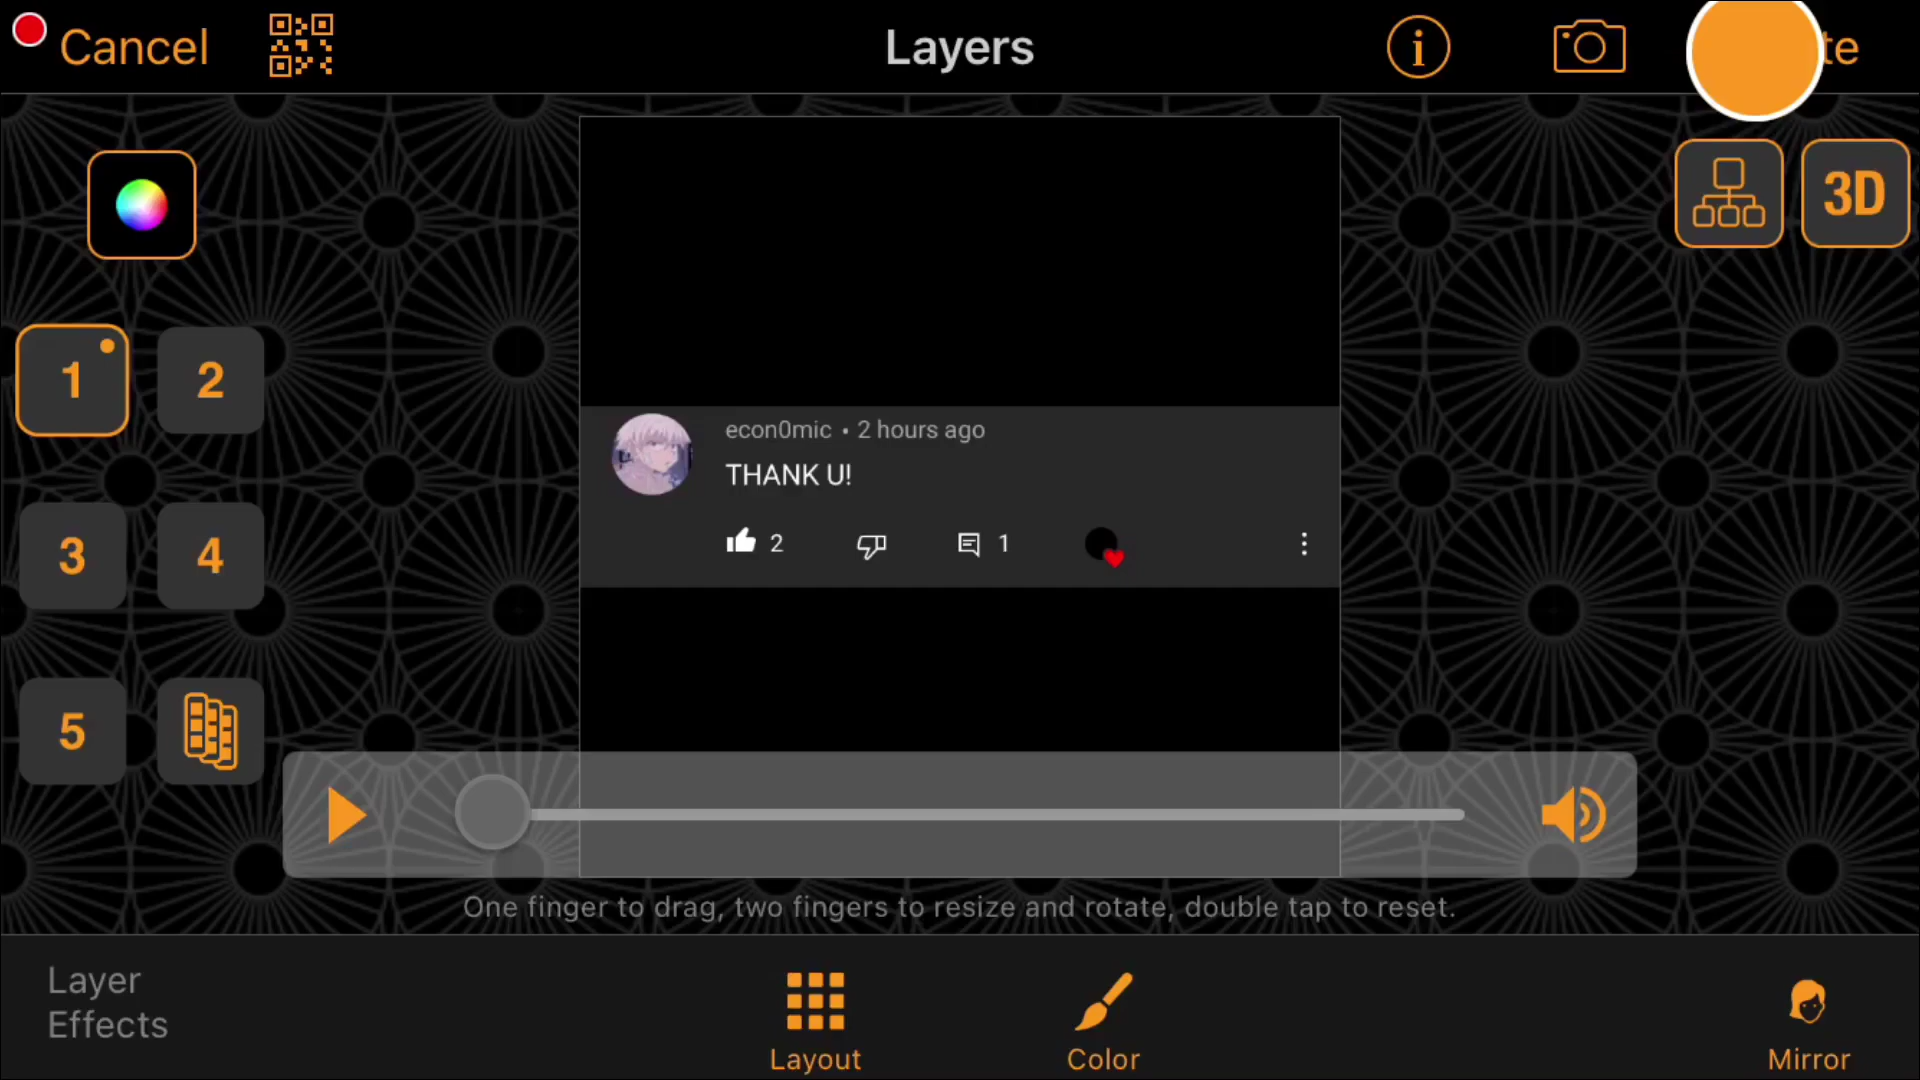 Cancel
Layers
te
3D
1
2
3
4
5
econ0mic • 2 hours ago
THANK U!
2
1
One finger to drag, two fingers to resize and rotate, double tap to reset.
Layer
Effects
Layout
Color
Mirror